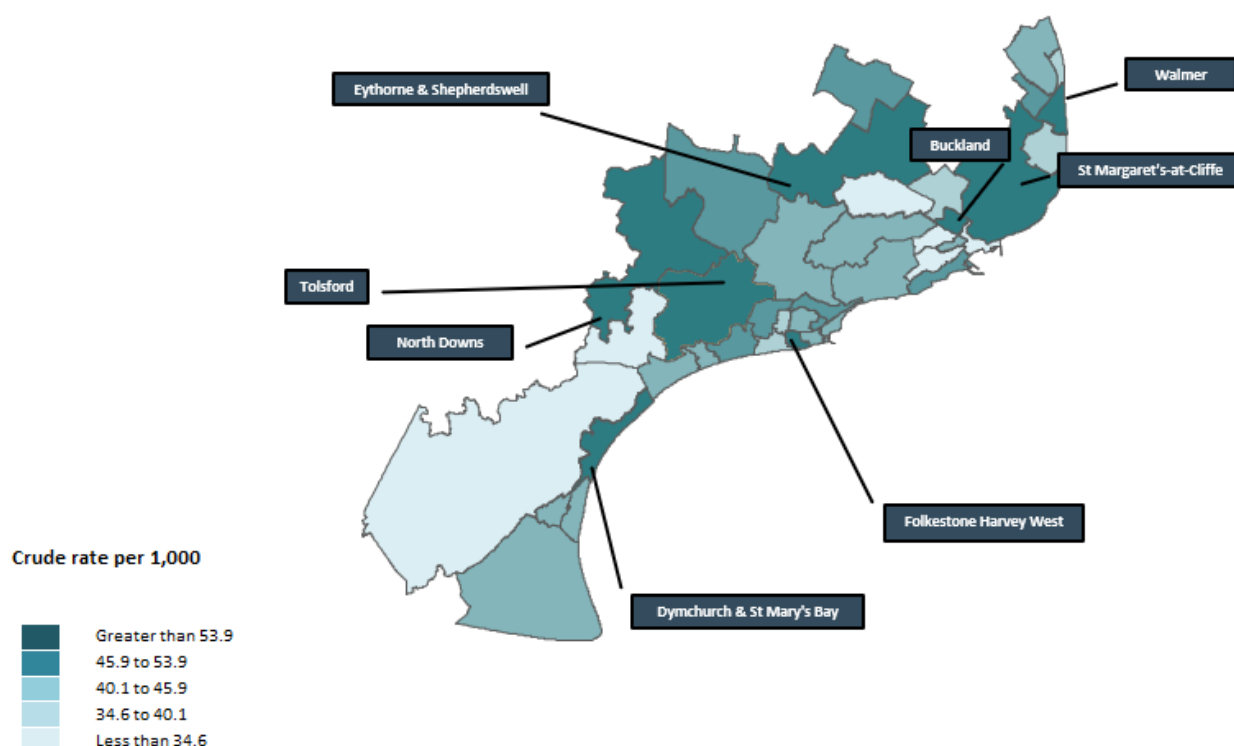 Walmer
Eythorne & Shepherdswell
Buckland
St Margaret's-at-Cliffe
Tolsford
North Downs
Folkestone Harvey West
Dymchurch & St Mary's Bay
Crude rate per 1,000
Greater than 53.9
45.9 to 53.9
40.1 to 45.9
34.6 to 40.1
Less than 34.6